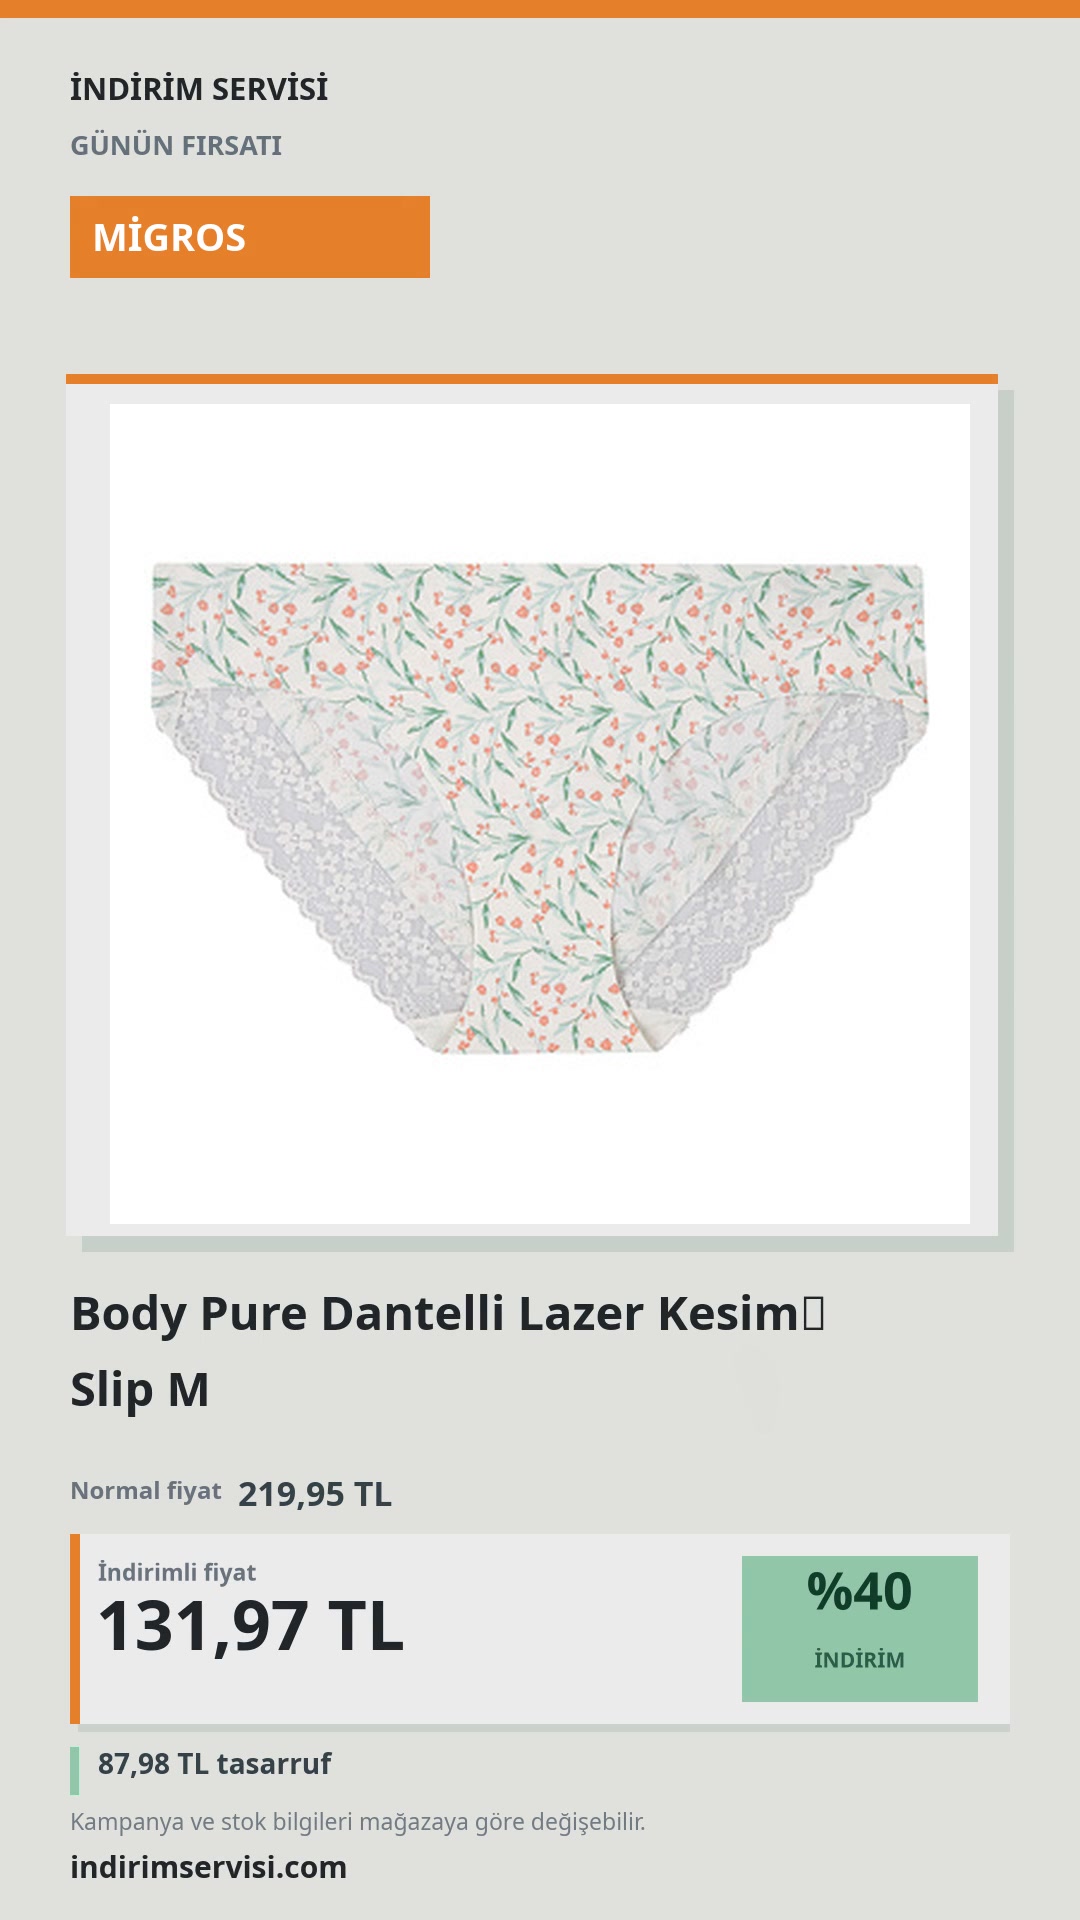 İNDİRİM SERVİSİ
GÜNÜN FIRSATI
MİGROS
Body Pure Dantelli Lazer Kesim
Slip M
Normal fiyat 219,95 TL
İndirimli fiyat
131,97 TL
%40
İNDİRİM
87,98 TL tasarruf
Kampanya ve stok bilgileri mağazaya göre değişebilir.
indirimservisi.com